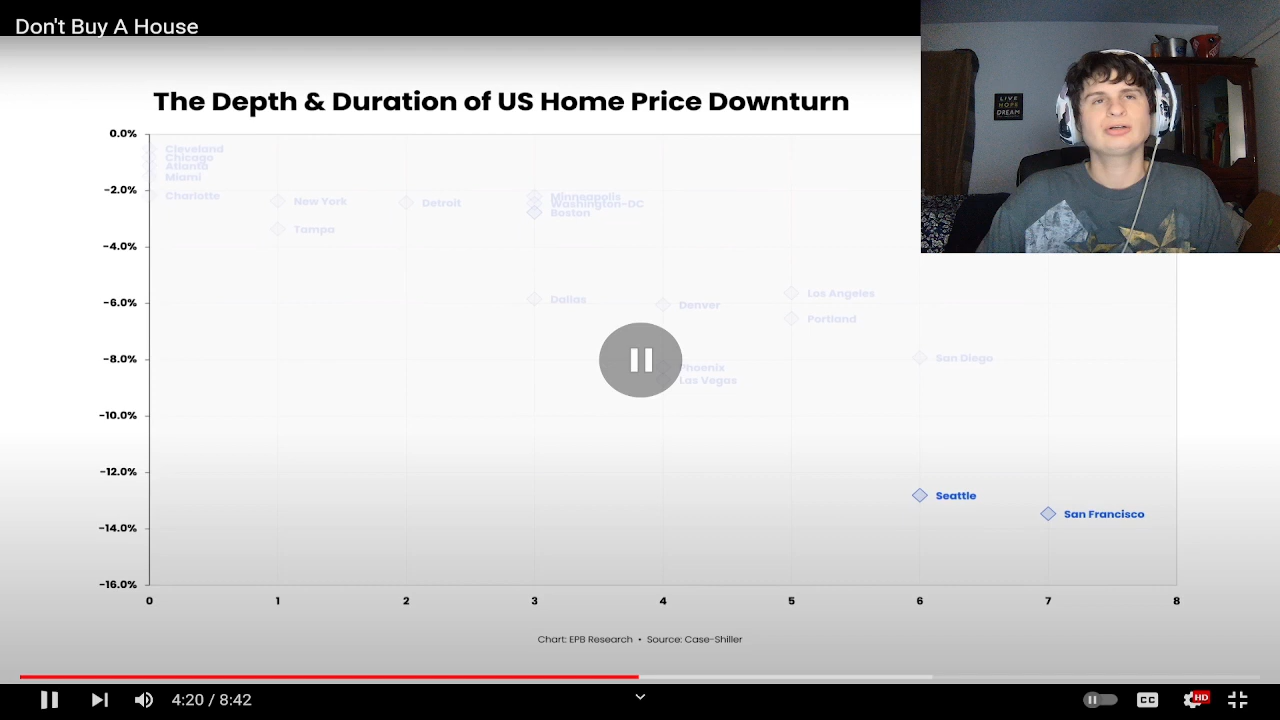 Don't Buy A House
The Depth & Duration of US Home Price Downturn
LIVE
HOPE
DREAM
0.0%
Cleveland
Chicago
Atlanta
Miami
-2.0%
Charlotte
New York
Detroit
Minneapolis
Washington-DC
Boston
Tampa
-4.0%
-6.0%
Dallas
Denver
Los Angeles
Portland
-8.0%
San Diego
Phoenix
Las Vegas
-10.0%
-12.0%
Seattle
San Francisco
-14.0%
-16.0%
0 1 2 3 4 5 6 7 8
Chart: EPB Research • Source: Case-Shiller
4:20 / 8:42
CC
HD